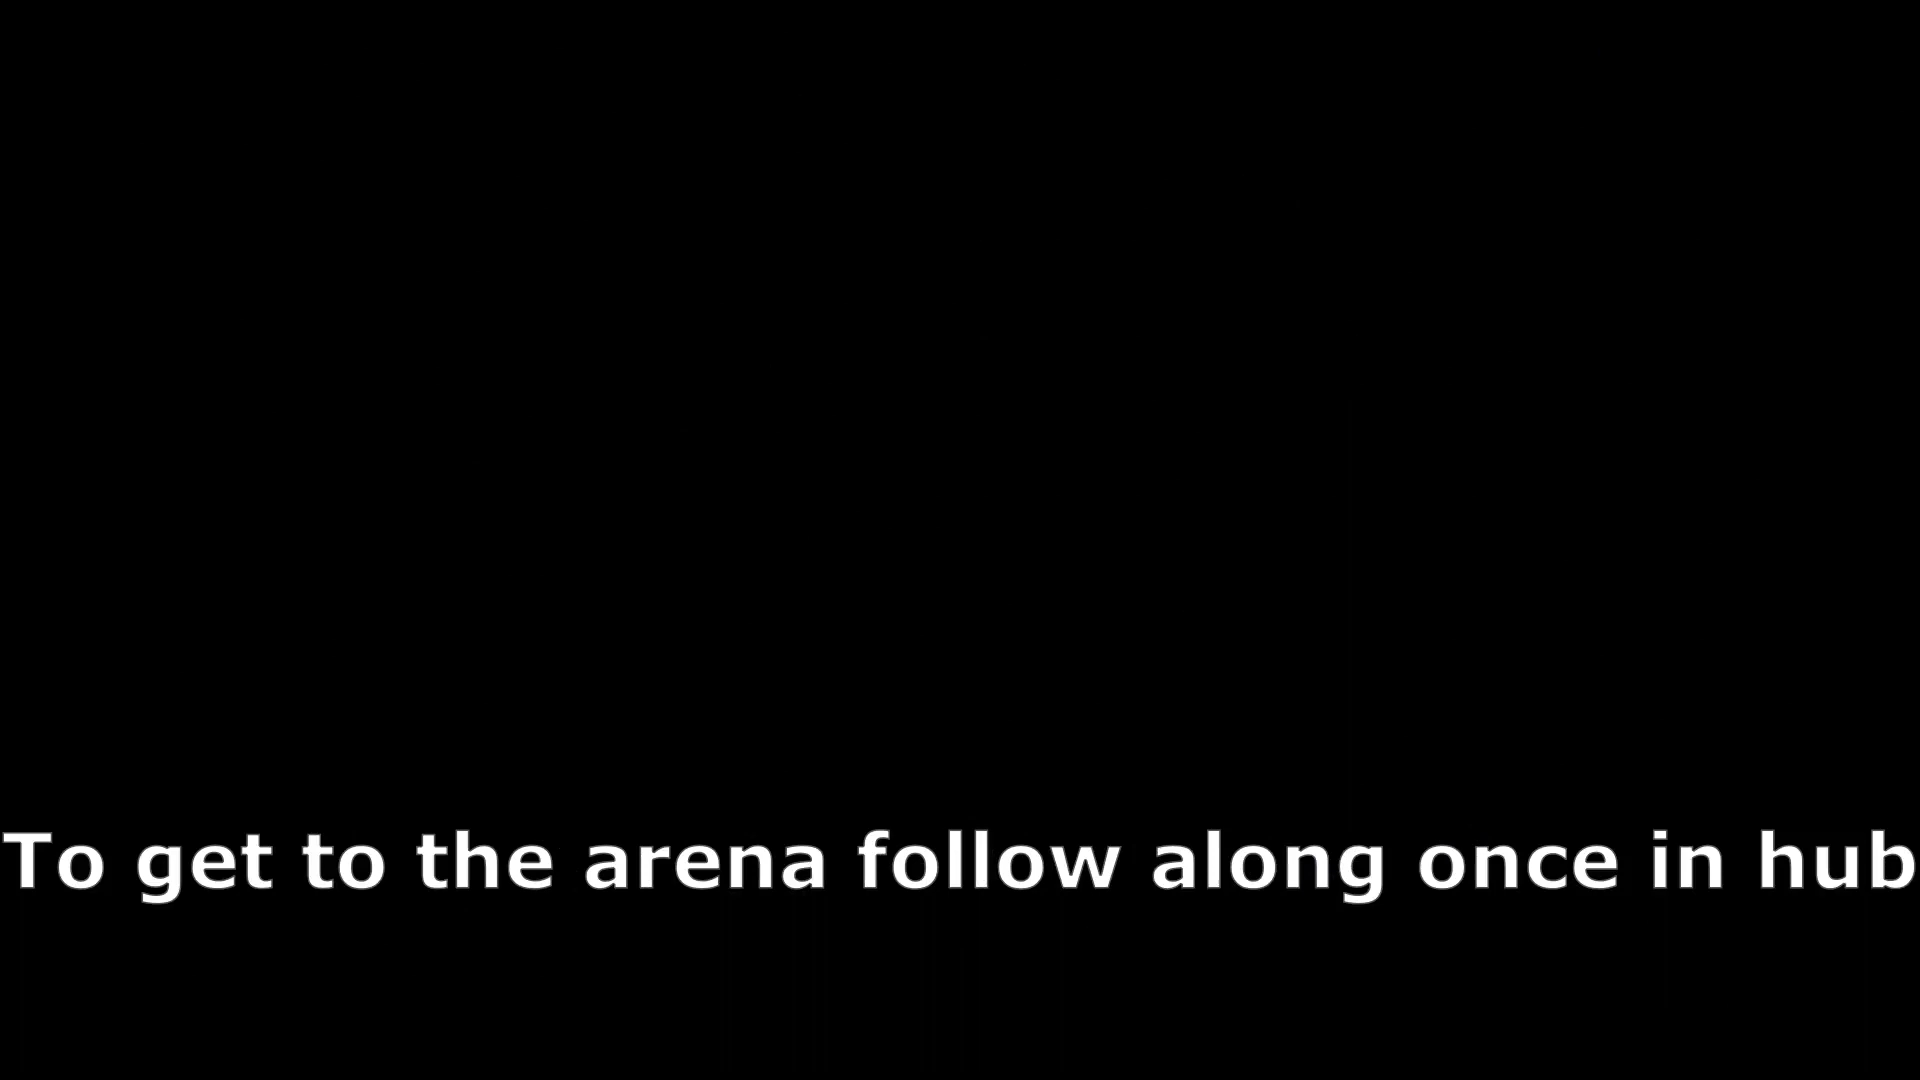 To get to the arena follow along once in hub